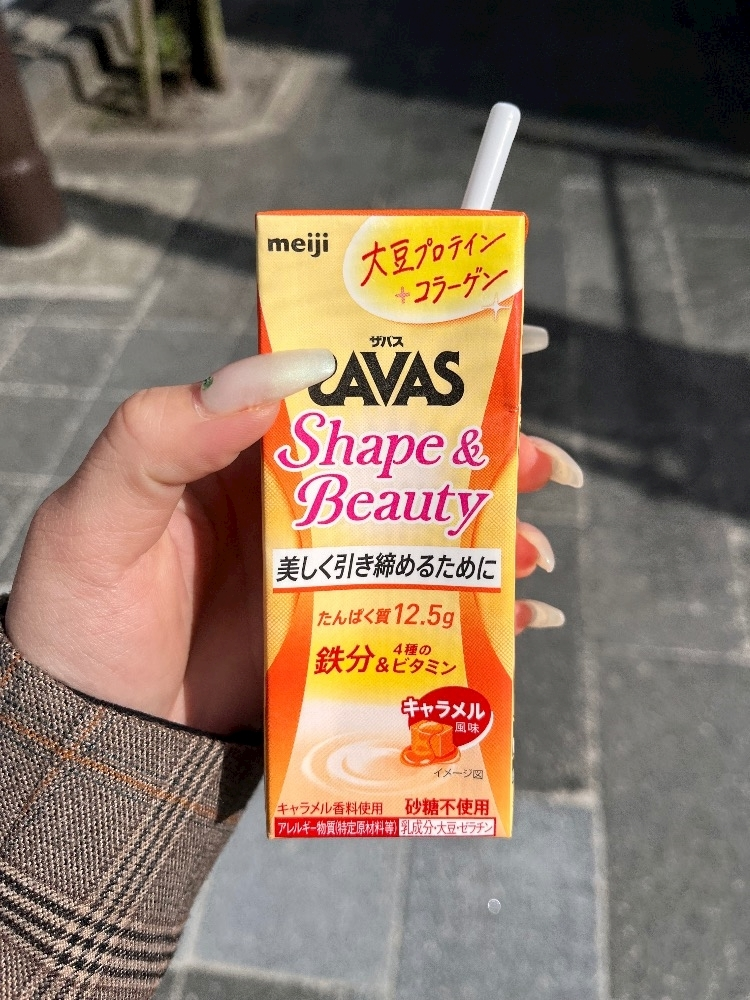 meiji
大豆プロテイン
+コラーゲン
ザバス
SAVAS
Shape &
Beauty
美しく引き締めるために
たんぱく質12.5g
鉄分&4種のビタミン
キャラメル
風味
イメージ図
キャラメル香料使用 砂糖不使用
アレルギー物質(特定原材料等) 乳成分・大豆・ゼラチン